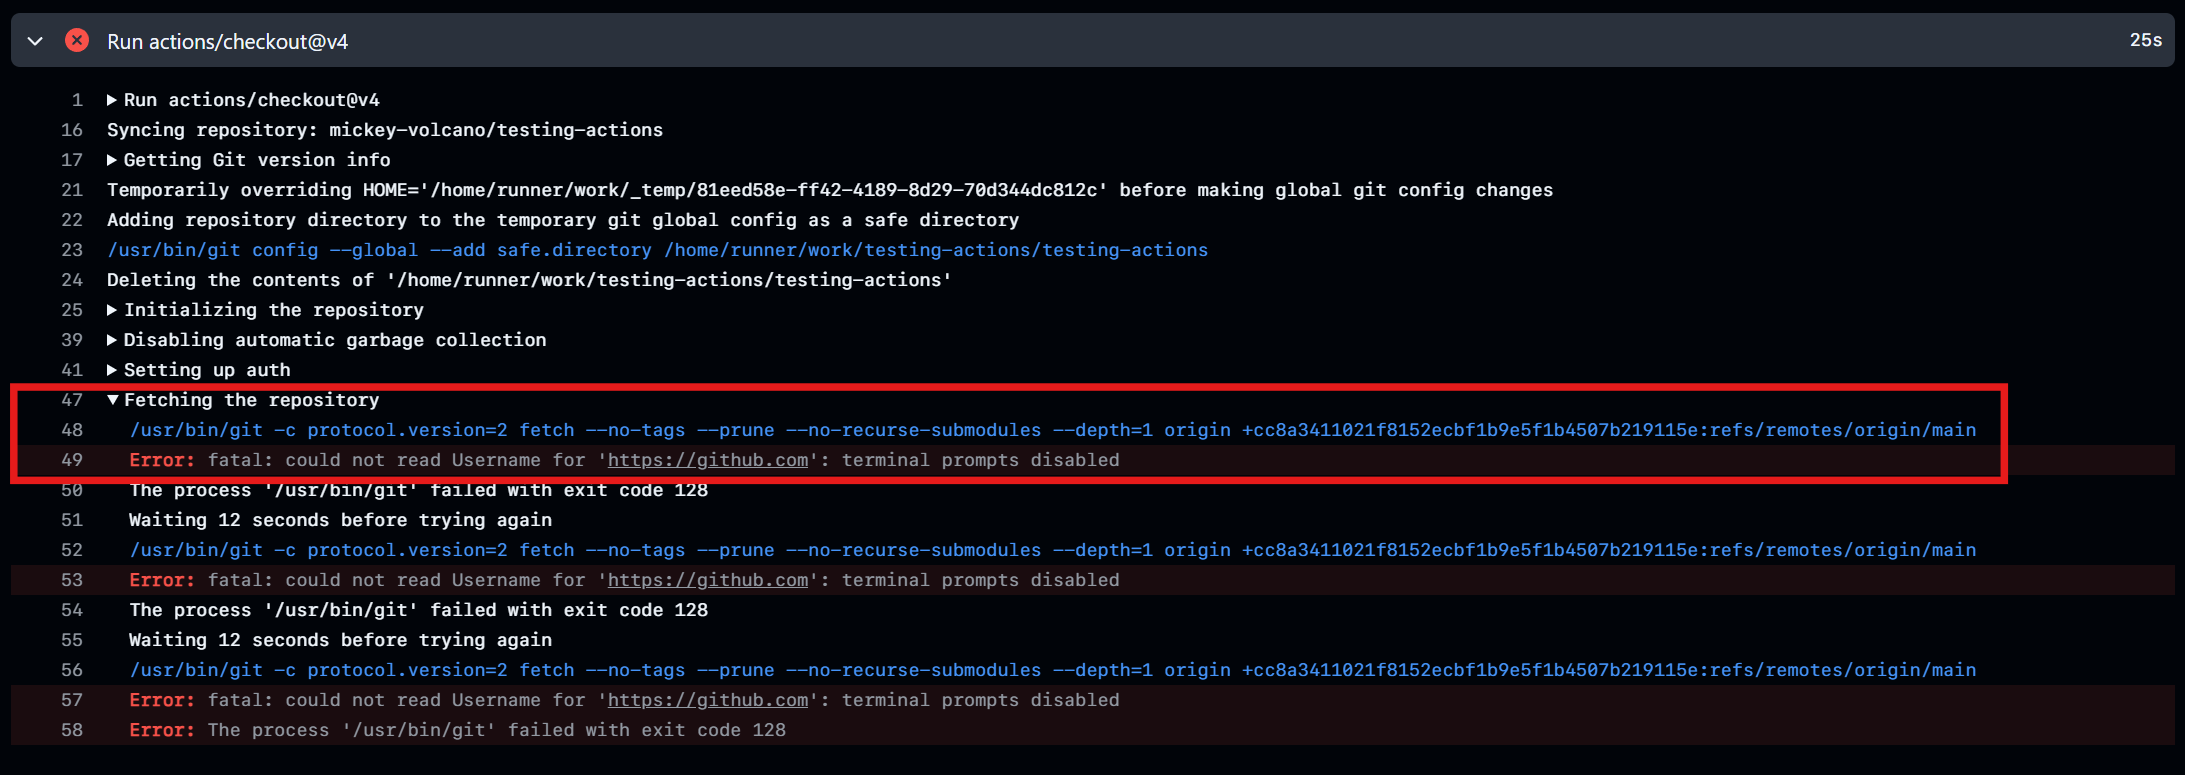 Run actions/checkout@v4 25s
1 Run actions/checkout@v4
16 Syncing repository: mickey-volcano/testing-actions
17 Getting Git version info
21 Temporarily overriding HOME='/home/runner/work/_temp/81eed58e-ff42-4189-8d29-70d344dc812c' before making global git config changes
22 Adding repository directory to the temporary git global config as a safe directory
23 /usr/bin/git config --global --add safe.directory /home/runner/work/testing-actions/testing-actions
24 Deleting the contents of '/home/runner/work/testing-actions/testing-actions'
25 Initializing the repository
39 Disabling automatic garbage collection
41 Setting up auth
47 Fetching the repository
48 /usr/bin/git -c protocol.version=2 fetch --no-tags --prune --no-recurse-submodules --depth=1 origin +cc8a3411021f8152ecbf1b9e5f1b4507b219115e:refs/remotes/origin/main
49 Error: fatal: could not read Username for 'https://github.com': terminal prompts disabled
50 The process '/usr/bin/git' failed with exit code 128
51 Waiting 12 seconds before trying again
52 /usr/bin/git -c protocol.version=2 fetch --no-tags --prune --no-recurse-submodules --depth=1 origin +cc8a3411021f8152ecbf1b9e5f1b4507b219115e:refs/remotes/origin/main
53 Error: fatal: could not read Username for 'https://github.com': terminal prompts disabled
54 The process '/usr/bin/git' failed with exit code 128
55 Waiting 12 seconds before trying again
56 /usr/bin/git -c protocol.version=2 fetch --no-tags --prune --no-recurse-submodules --depth=1 origin +cc8a3411021f8152ecbf1b9e5f1b4507b219115e:refs/remotes/origin/main
57 Error: fatal: could not read Username for 'https://github.com': terminal prompts disabled
58 Error: The process '/usr/bin/git' failed with exit code 128